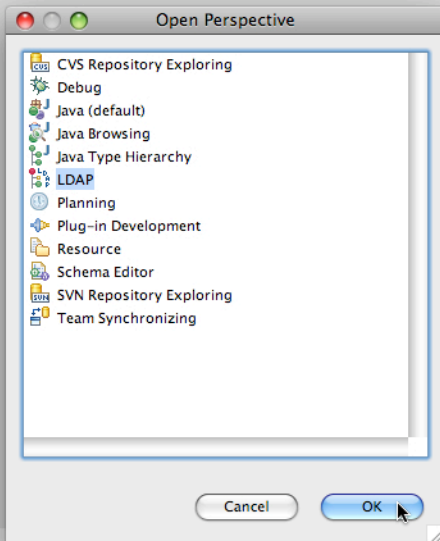 Open Perspective
CVS Repository Exploring
Debug
Java (default)
Java Browsing
Java Type Hierarchy
LDAP
Planning
Plug-in Development
Resource
Schema Editor
SVN Repository Exploring
Team Synchronizing
Cancel
OK